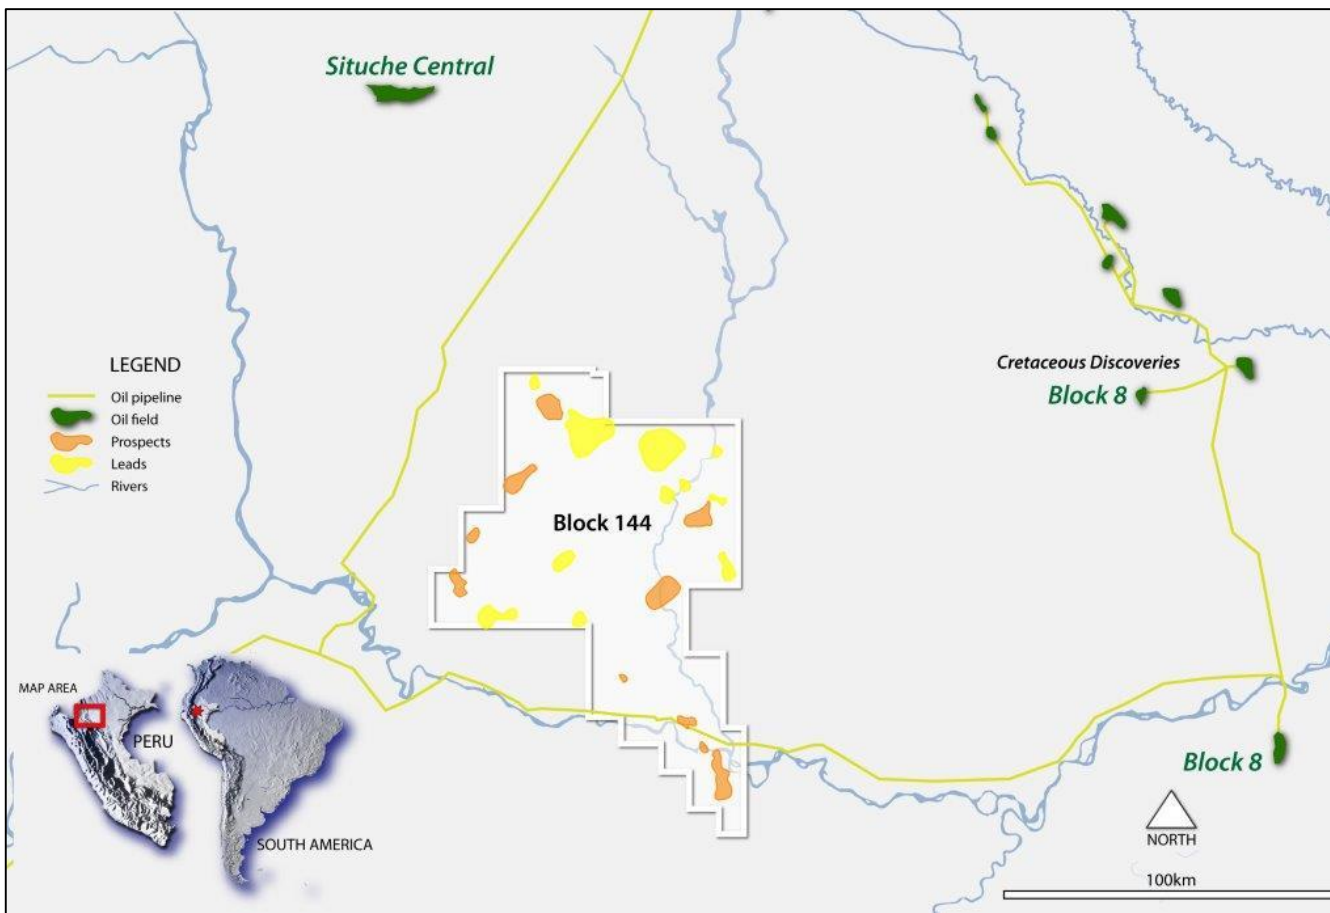 Situche Central
LEGEND
Oil pipeline
Oil field
Prospects
Leads
Rivers
Cretaceous Discoveries
Block 8
Block 144
MAP AREA
PERU
SOUTH AMERICA
Block 8
NORTH
100km